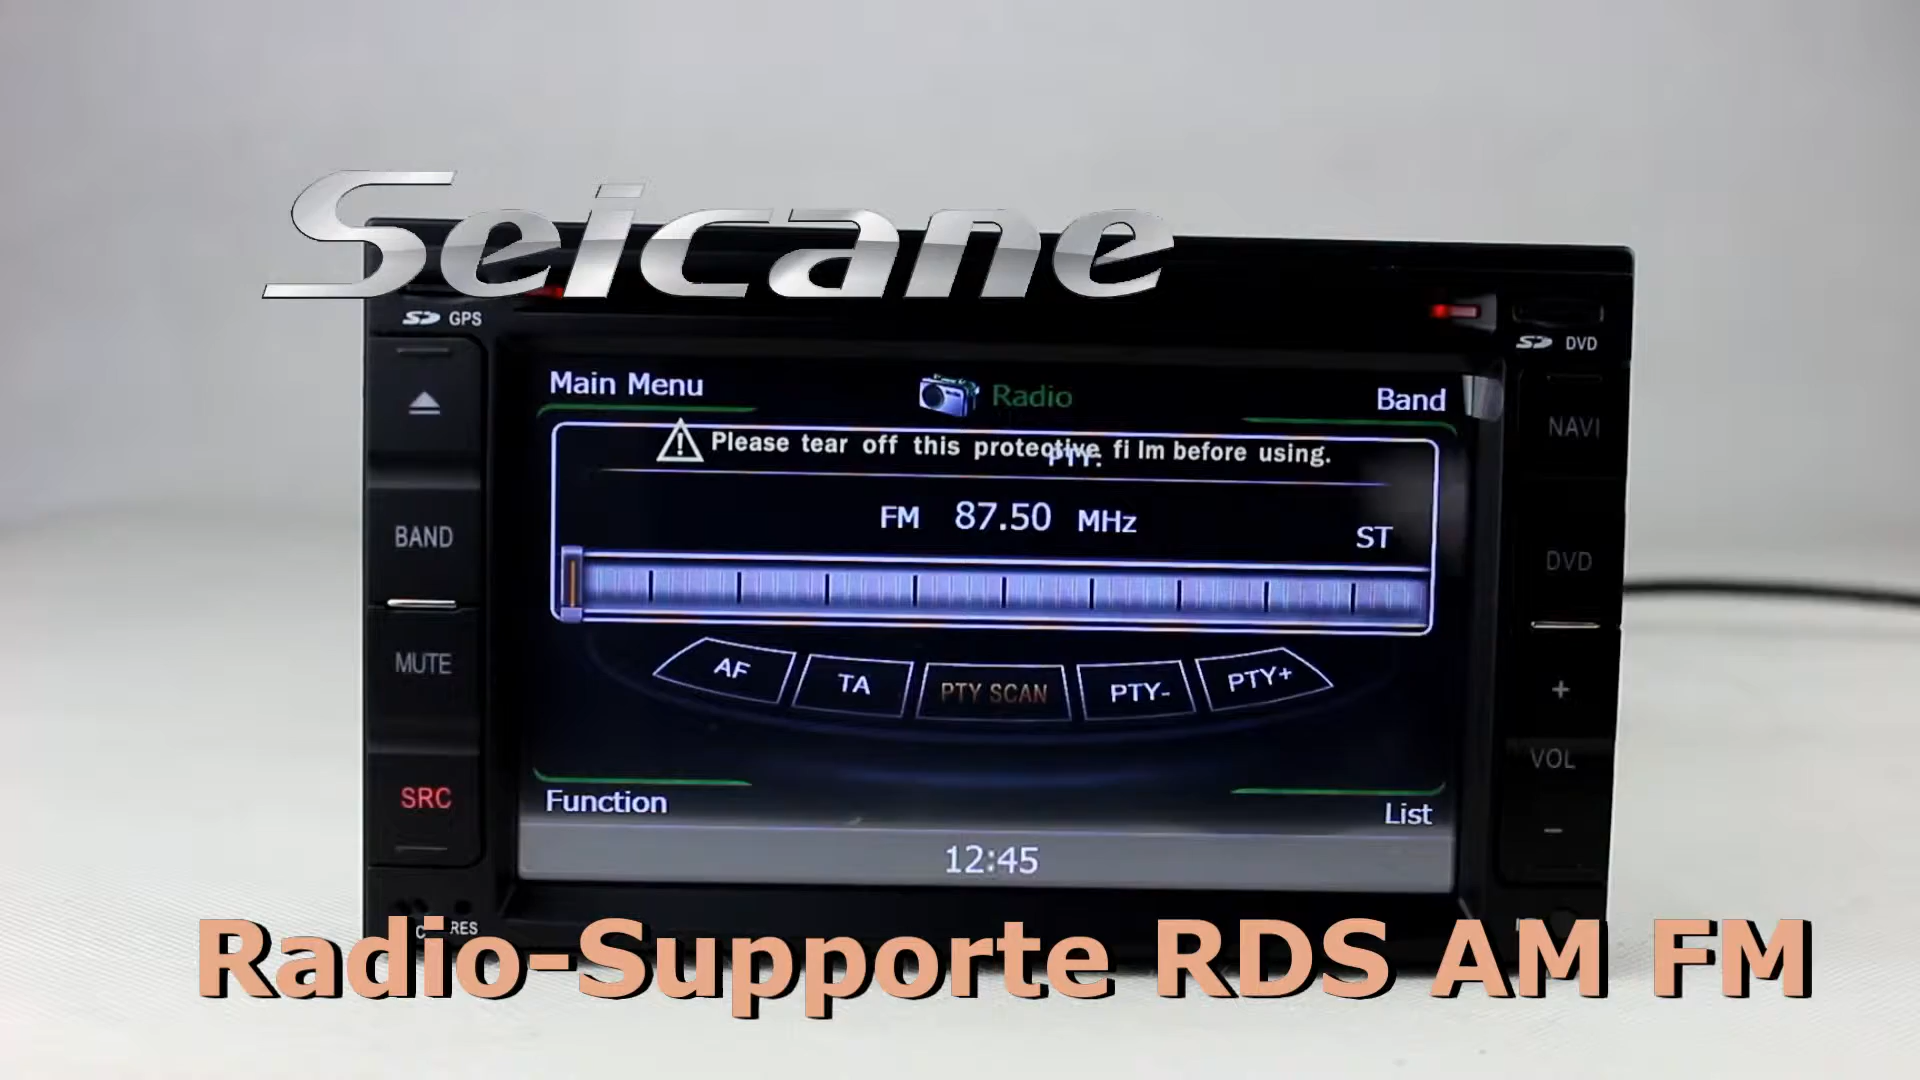 Seicane
GPS
DVD
Main Menu
Radio
Band
NAVI
Please tear off this protective film before using.
PTY:
FM 87.50 MHz
ST
BAND
DVD
MUTE
AF
TA
PTY SCAN
PTY-
PTY+
+
VOL
-
SRC
Function
List
12:45
RES
Radio-Supporte RDS AM FM